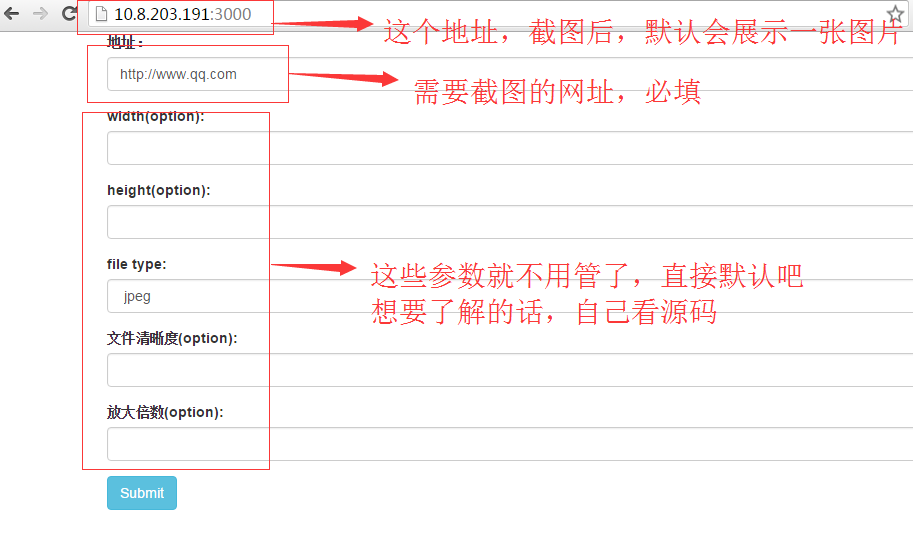 10.8.203.191:3000
这个地址，截图后，默认会展示一张图片
地址：
http://www.qq.com
需要截图的网址，必填
width(option):
height(option):
file type:
这些参数就不用管了，直接默认吧
jpeg
想要了解的话，自己看源码
文件清晰度(option):
放大倍数(option):
Submit